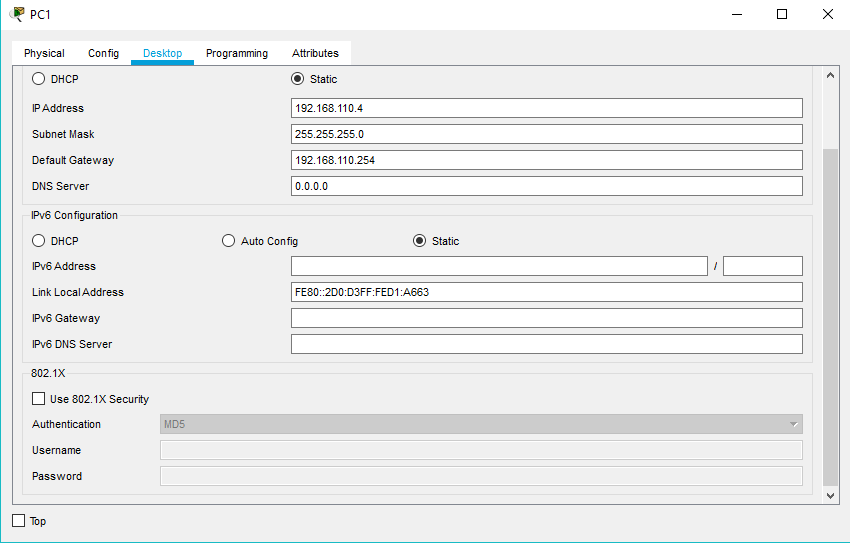 PC1
Physical Config Desktop Programming Attributes
DHCP Static
IP Address 192.168.110.4
Subnet Mask 255.255.255.0
Default Gateway 192.168.110.254
DNS Server 0.0.0.0
IPv6 Configuration
DHCP Auto Config Static
IPv6 Address /
Link Local Address FE80::2D0:D3FF:FED1:A663
IPv6 Gateway
IPv6 DNS Server
802.1X
Use 802.1X Security
Authentication MD5
Username
Password
Top